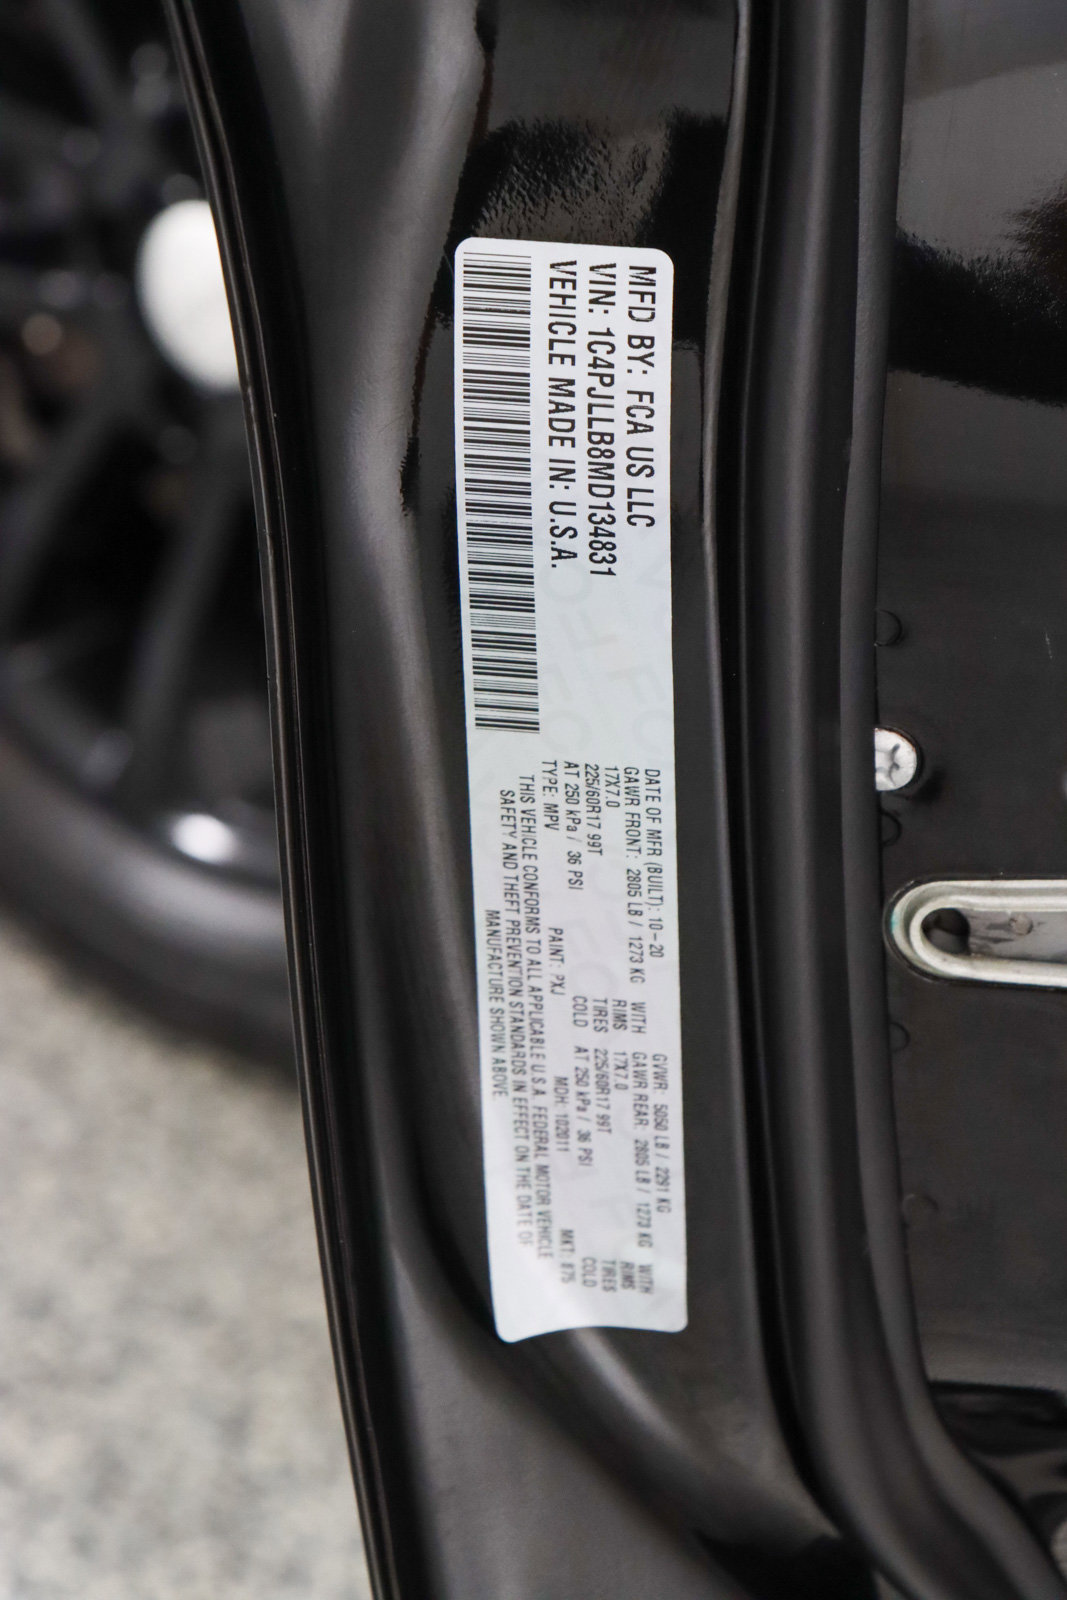 MFD BY: FCA US LLC
VIN: 1C4PJLLB8MD134831
VEHICLE MADE IN: U.S.A.
DATE OF MFR (BUILT): 10-20 GVWR: 5050 LB / 2291 KG
GAWR FRONT: 2805 LB / 1273 KG WITH GAWR REAR: 2805 LB / 1273 KG WITH
17X7.0 RIMS 17X7.0 RIMS
225/60R17 99T TIRES 225/60R17 99T TIRES
AT 250 kPa / 36 PSI COLD AT 250 kPa / 36 PSI COLD
TYPE: MPV PAINT: PXJ MDH: 102011 MKT: 875
THIS VEHICLE CONFORMS TO ALL APPLICABLE U.S.A. FEDERAL MOTOR VEHICLE
SAFETY AND THEFT PREVENTION STANDARDS IN EFFECT ON THE DATE OF
MANUFACTURE SHOWN ABOVE.